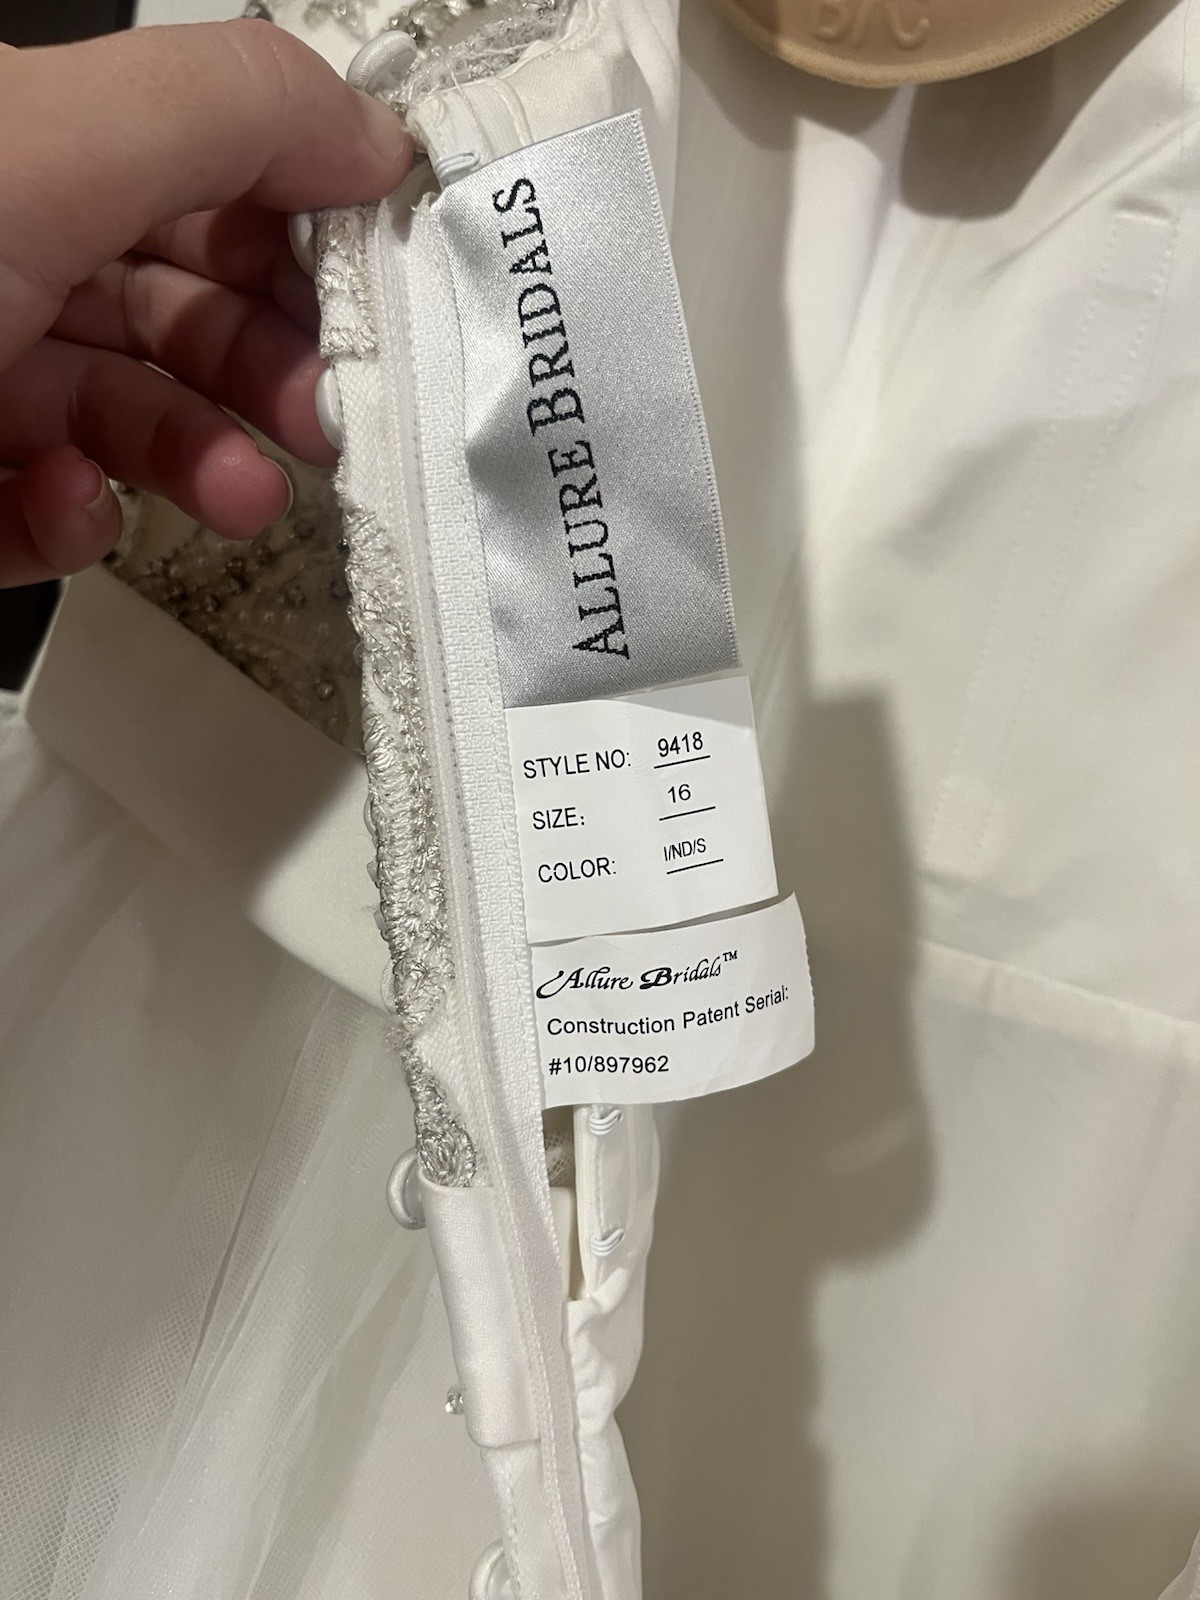 B/C
ALLURE BRIDALS
STYLE NO: 9418
SIZE: 16
COLOR: I/ND/S
Allure Bridals™
Construction Patent Serial:
#10/897962